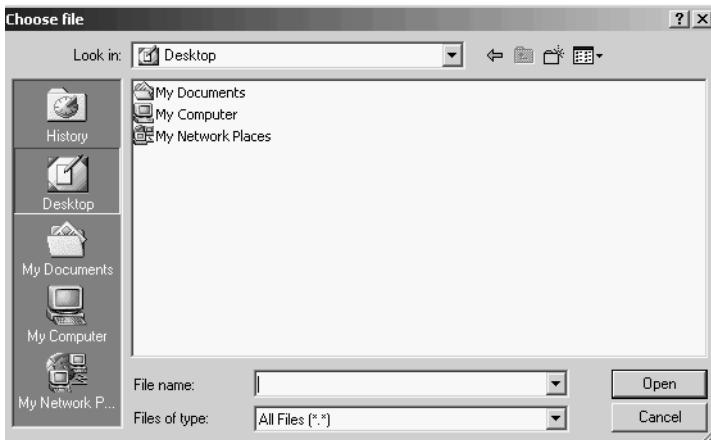 Choose file
Look in: Desktop
History
Desktop
My Documents
My Computer
My Network P...
My Documents
My Computer
My Network Places
File name:
Open
Files of type: All Files (*.*)
Cancel